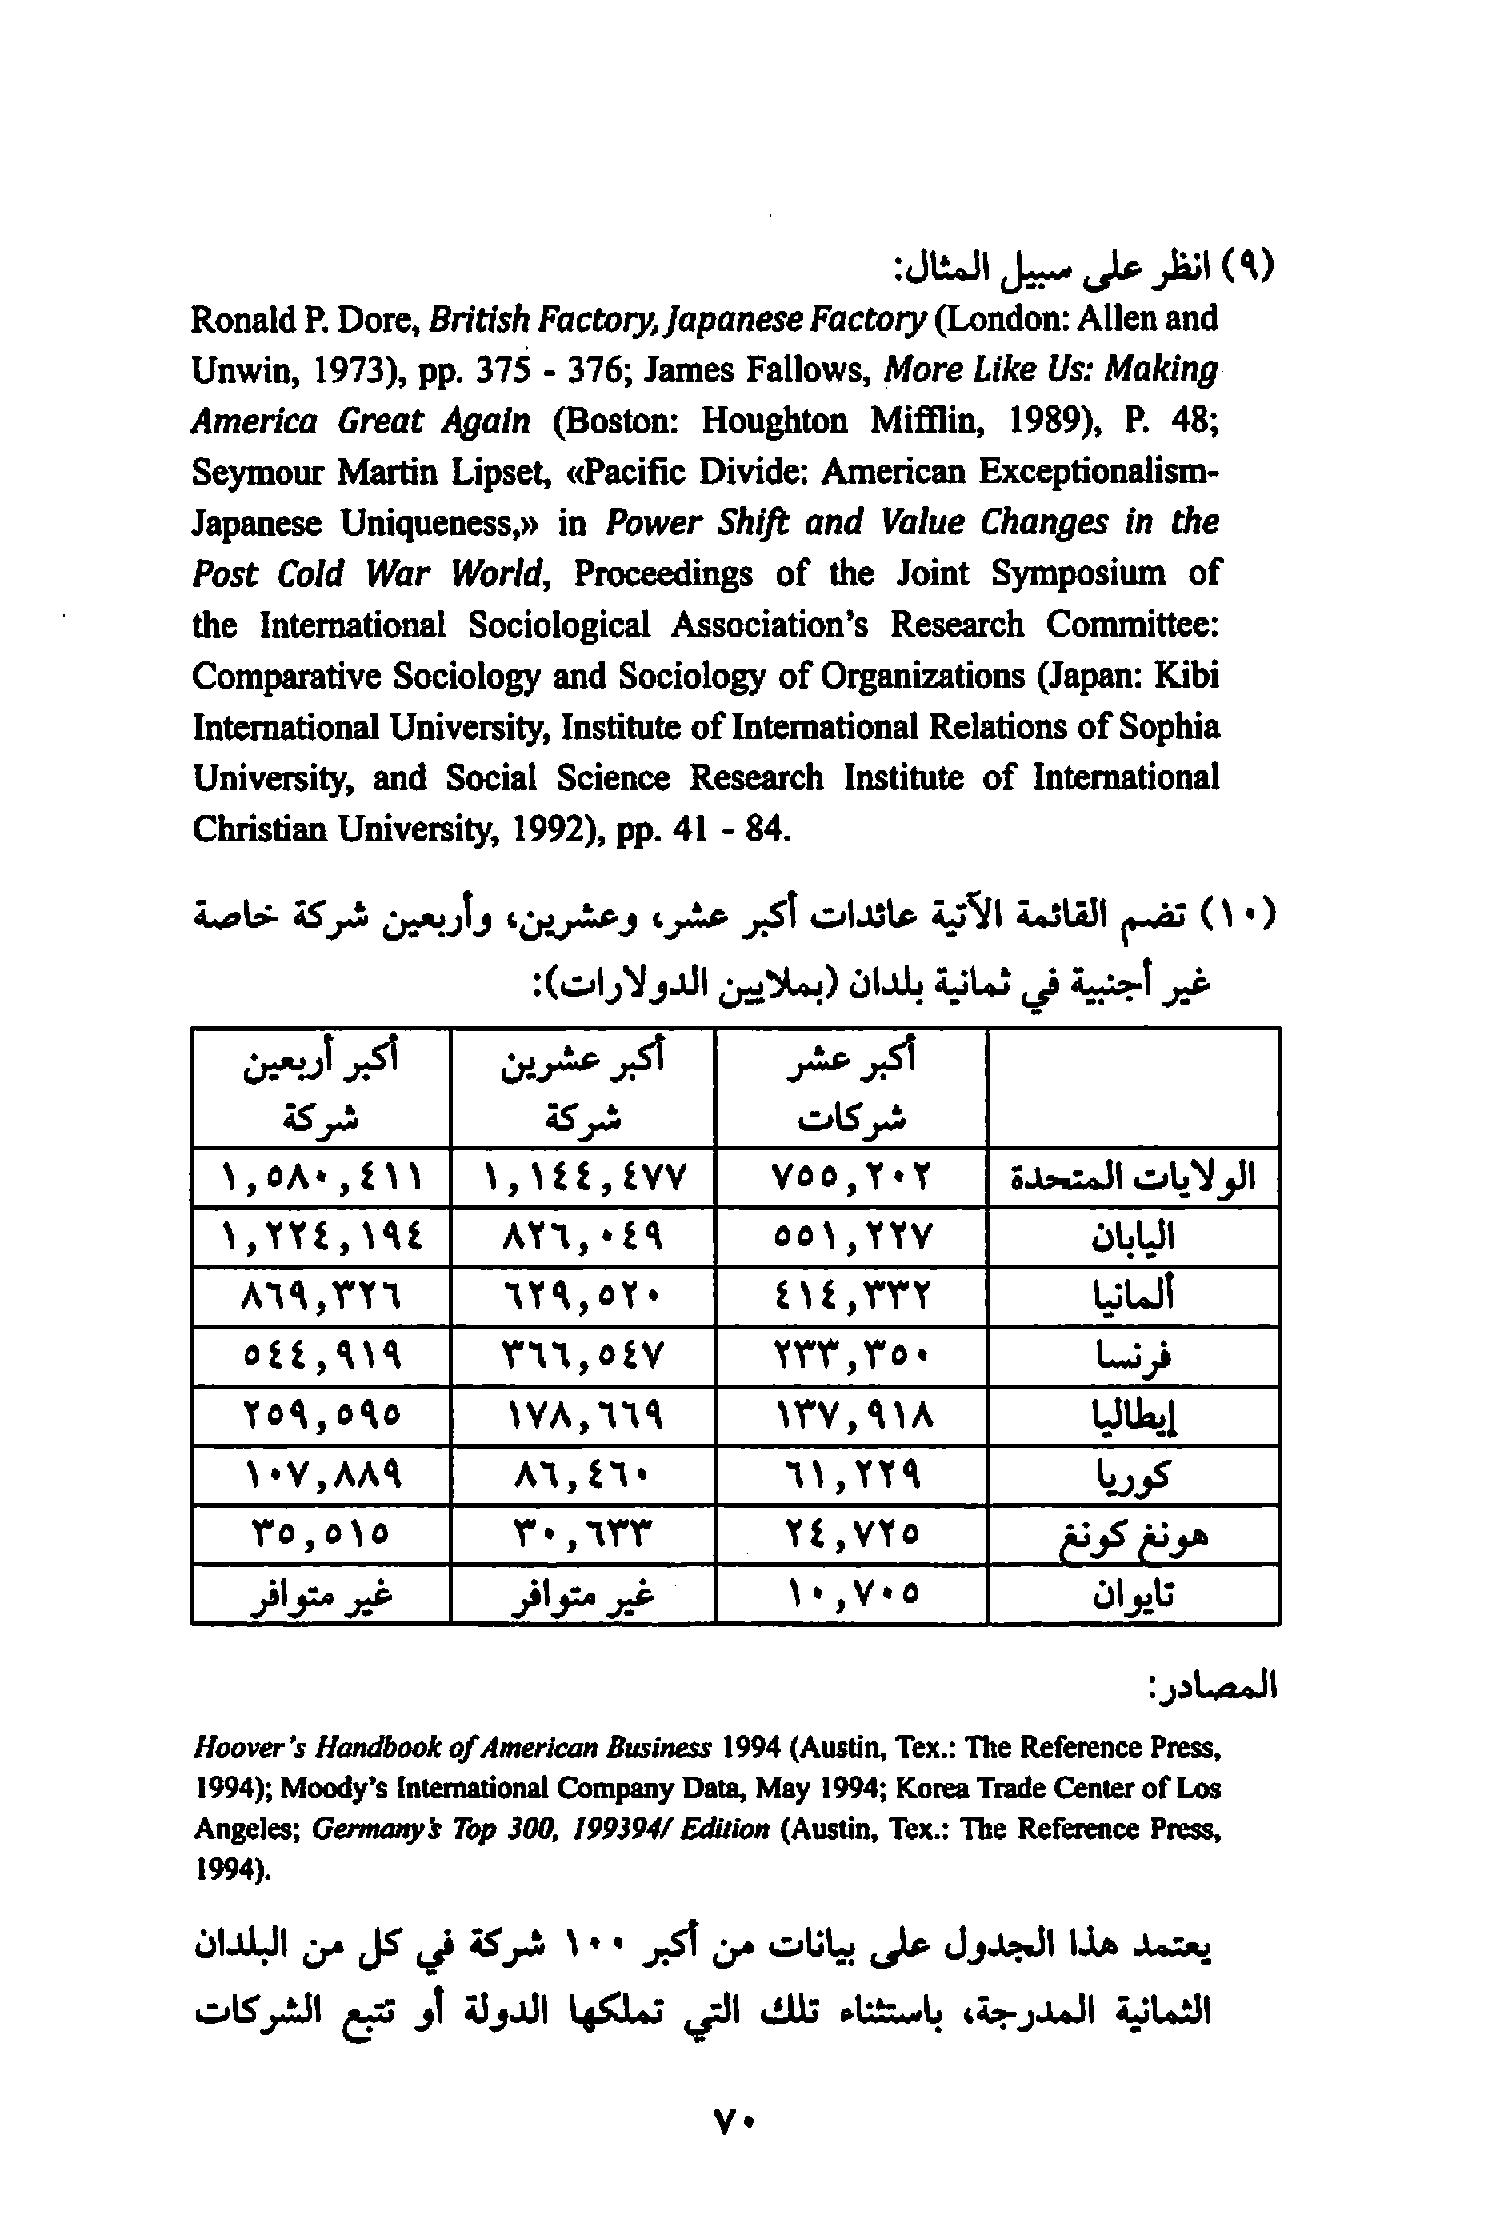 (٩) انظر على سبيل المثال:
Ronald P. Dore, British Factory, Japanese Factory (London: Allen and
Unwin, 1973), pp. 375 - 376; James Fallows, More Like Us: Making
America Great Again (Boston: Houghton Mifflin, 1989), P. 48;
Seymour Martin Lipset, «Pacific Divide: American Exceptionalism-
Japanese Uniqueness,» in Power Shift and Value Changes in the
Post Cold War World, Proceedings of the Joint Symposium of
the International Sociological Association's Research Committee:
Comparative Sociology and Sociology of Organizations (Japan: Kibi
International University, Institute of International Relations of Sophia
University, and Social Science Research Institute of International
Christian University, 1992), pp. 41 - 84.
(١٠) تضم القائمة الآتية عائدات أكبر عشر، وعشرين، وأربعين شركة خاصة
غير أجنبية في ثمانية بلدان (بملايين الدولارات):
أكبر عشر أكبر عشرين أكبر أربعين
شركات شركة شركة
الولايات المتحدة ٧٥٥,٢٠٢ ١,١٤٤,٤٧٧ ١,٥٨٠,٤١١
اليابان ٥٥١,٢٢٧ ٨٢٦,٠٤٩ ١,٢٢٤,١٩٤
ألمانيا ٤١٤,٣٣٢ ٦٢٩,٥٢٠ ٨٦٩,٣٢٦
فرنسا ٢٣٣,٣٥٠ ٣٦٦,٥٤٧ ٥٤٤,٩١٩
إيطاليا ١٣٧,٩١٨ ١٧٨,٦٦٩ ٢٥٩,٥٩٥
كوريا ٦١,٢٢٩ ٨٦,٤٦٠ ١٠٧,٨٨٩
هونغ كونغ ٢٤,٧٢٥ ٣٠,٦٣٣ ٣٥,٥١٥
تايوان ١٠,٧٠٥ غير متوافر غير متوافر
المصادر:
Hoover's Handbook of American Business 1994 (Austin, Tex.: The Reference Press,
1994); Moody's International Company Data, May 1994; Korea Trade Center of Los
Angeles; Germany's Top 300, 199394/ Edition (Austin, Tex.: The Reference Press,
1994).
يعتمد هذا الجدول على بيانات من أكبر ١٠٠ شركة في كل من البلدان
الثمانية المدرجة، باستثناء تلك التي تملكها الدولة أو تتبع الشركات
٧٠